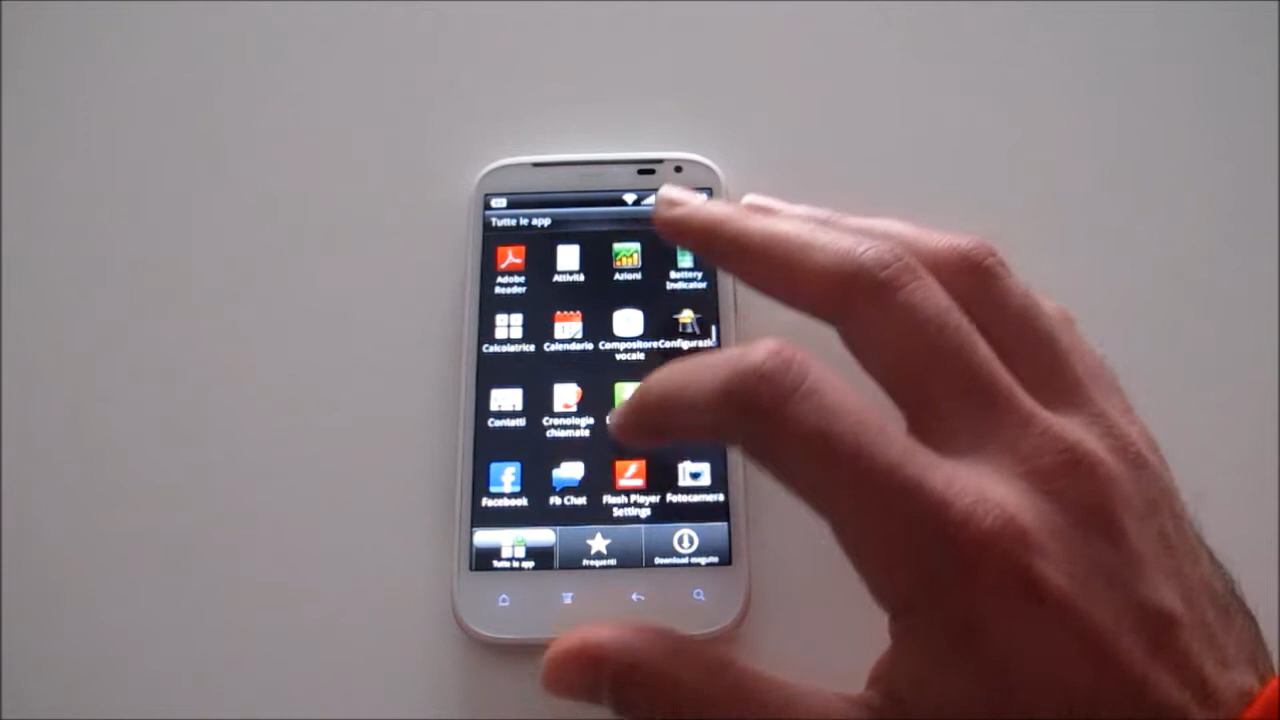 Tutte le app
Adobe
Reader
Attività
Azioni
Battery
Indicator
Calcolatrice
Calendario
Compositore
vocale
Configurazi
Contatti
Cronologia
chiamate
Facebook
Fb Chat
Flash Player
Settings
Fotocamera
Tutte le app
Frequenti
Download eseguito